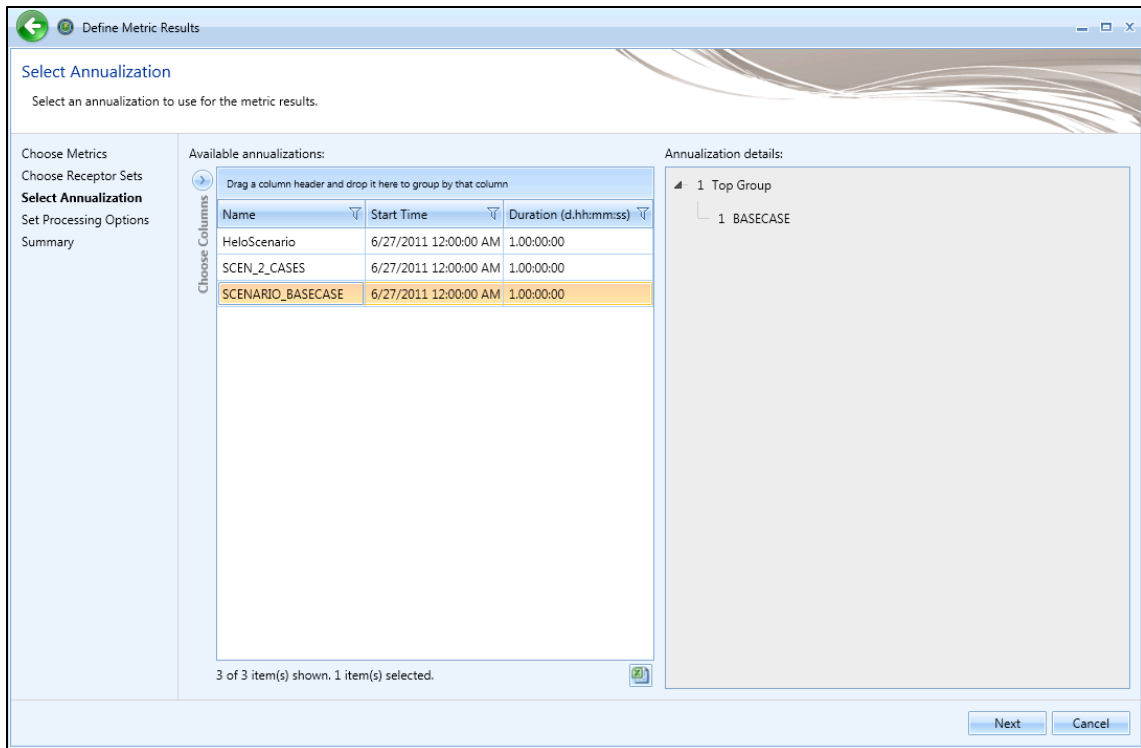 Define Metric Results
Select Annualization
Select an annualization to use for the metric results.
Choose Metrics
Choose Receptor Sets
Select Annualization
Set Processing Options
Summary
Available annualizations:
Choose Columns
Drag a column header and drop it here to group by that column
Name Start Time Duration (d.hh:mm:ss)
HeloScenario 6/27/2011 12:00:00 AM 1.00:00:00
SCEN_2_CASES 6/27/2011 12:00:00 AM 1.00:00:00
SCENARIO_BASECASE 6/27/2011 12:00:00 AM 1.00:00:00
3 of 3 item(s) shown. 1 item(s) selected.
Annualization details:
1 Top Group
1 BASECASE
Next Cancel